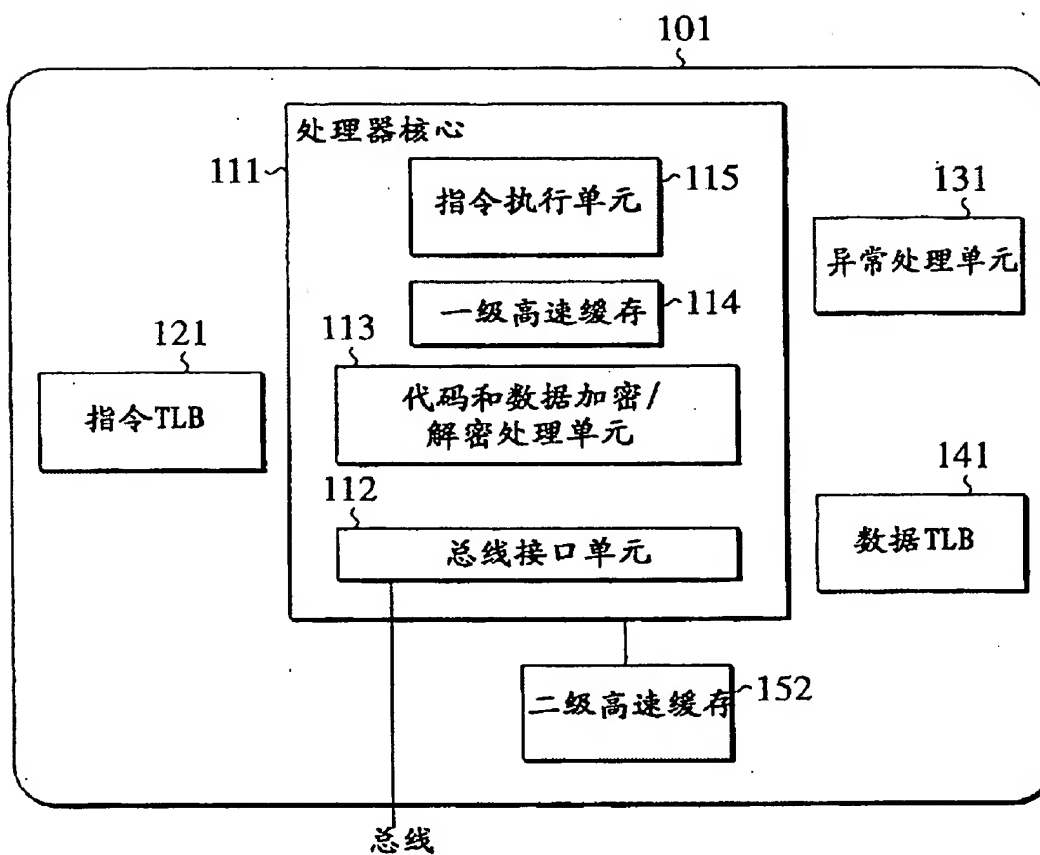 101
处理器核心
111
指令执行单元
115
131
异常处理单元
一级高速缓存
114
121
指令TLB
113
代码和数据加密/
解密处理单元
112
总线接口单元
141
数据TLB
二级高速缓存
152
总线